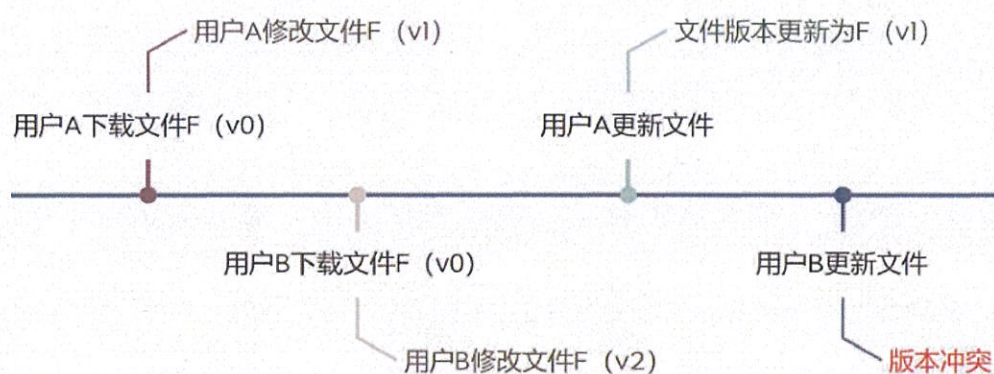 用户A修改文件F（v1）
文件版本更新为F（v1）
用户A下载文件F（v0）
用户A更新文件
用户B下载文件F（v0）
用户B更新文件
用户B修改文件F（v2）
版本冲突